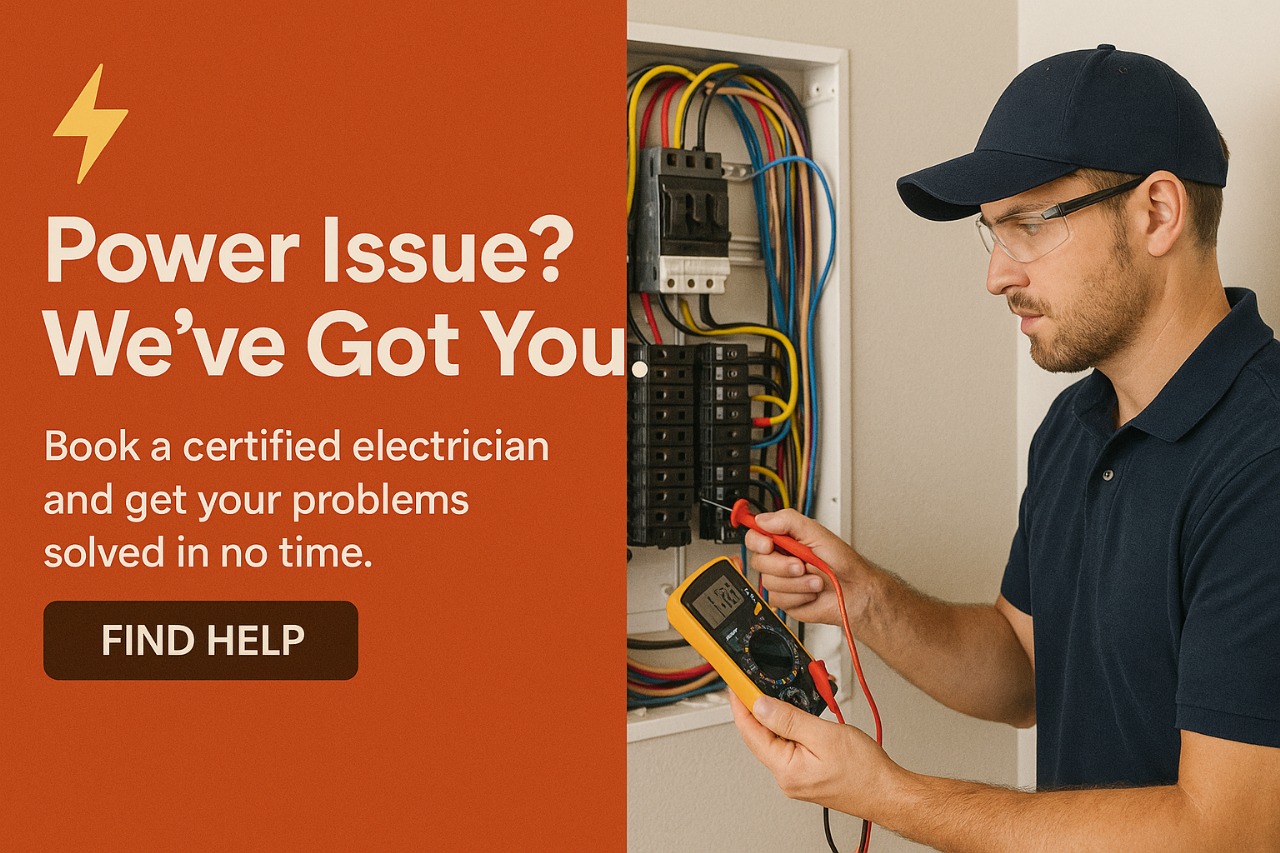 Power Issue?
We’ve Got You.
Book a certified electrician
and get your problems
solved in no time.
FIND HELP